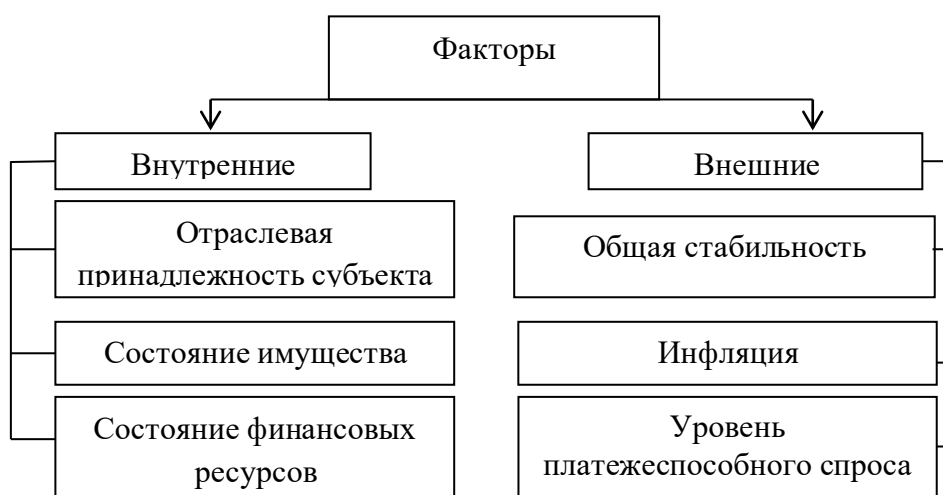 Факторы
Внутренние
Внешние
Отраслевая
принадлежность субъекта
Общая стабильность
Состояние имущества
Инфляция
Состояние финансовых
ресурсов
Уровень
платежеспособного спроса